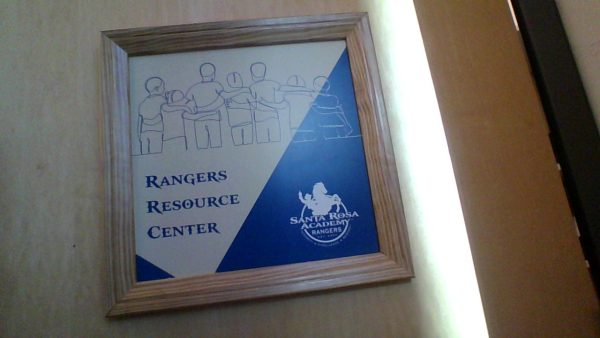 RANGERS
RESOURCE
CENTER
SANTA ROSA
ACADEMY
RANGERS